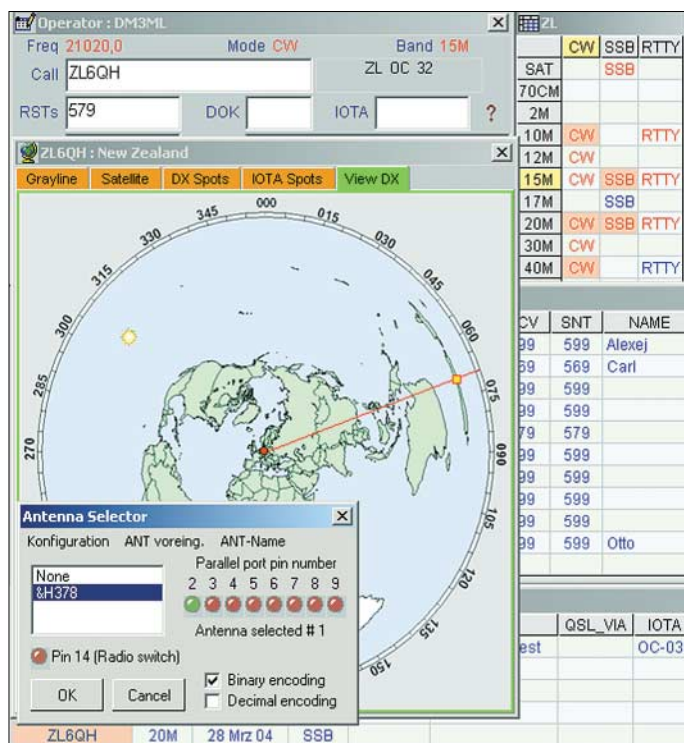 Operator : DM3ML
Freq 21020,0 Mode CW Band 15M
Call ZL6QH ZL OC 32
RSTs 579 DOK IOTA ?
ZL
CW SSB RTTY
SAT SSB
70CM
2M
10M CW RTTY
12M CW
15M CW SSB RTTY
17M SSB
20M CW SSB RTTY
30M CW
40M CW RTTY
ZL6QH : New Zealand
Grayline Satellite DX Spots IOTA Spots View DX
000
015
030
045
060
075
090
105
120
135
150
270
285
300
315
330
345
CV SNT NAME
99 599 Alexej
69 569 Carl
99 599
99 599
79 579
99 599
99 599
99 599
99 599
99 599 Otto
QSL_VIA IOTA
est OC-03
Antenna Selector
Konfiguration ANT voreing. ANT-Name
Parallel port pin number
None
&H378
2 3 4 5 6 7 8 9
Antenna selected # 1
Pin 14 (Radio switch)
OK Cancel
Binary encoding
Decimal encoding
ZL6QH 20M 28 Mrz 04 SSB